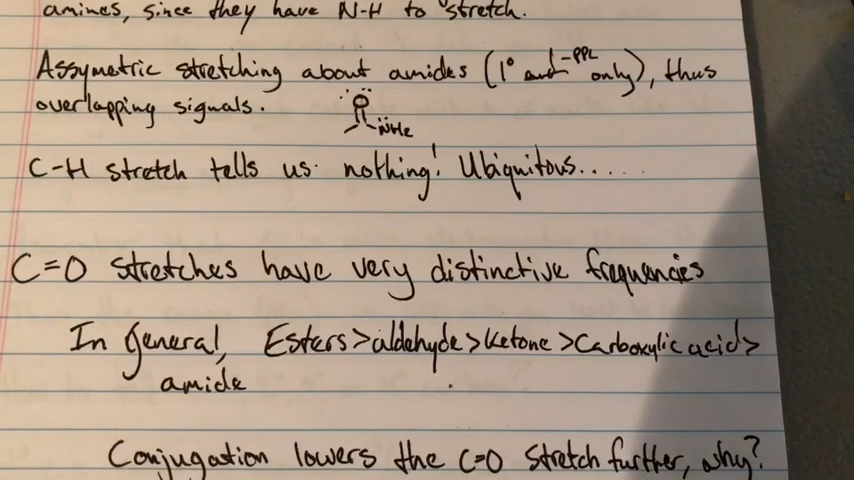 amines, since they have N-H to stretch.
Assymetric stretching about amides (1° and only), thus
overlapping signals.
C-H stretch tells us nothing! Ubiquitous.....
C=O stretches have very distinctive frequencies
In General, Esters>aldehyde>ketone>Carboxylic acid>
amide
Conjugation lowers the C=O stretch further, why?